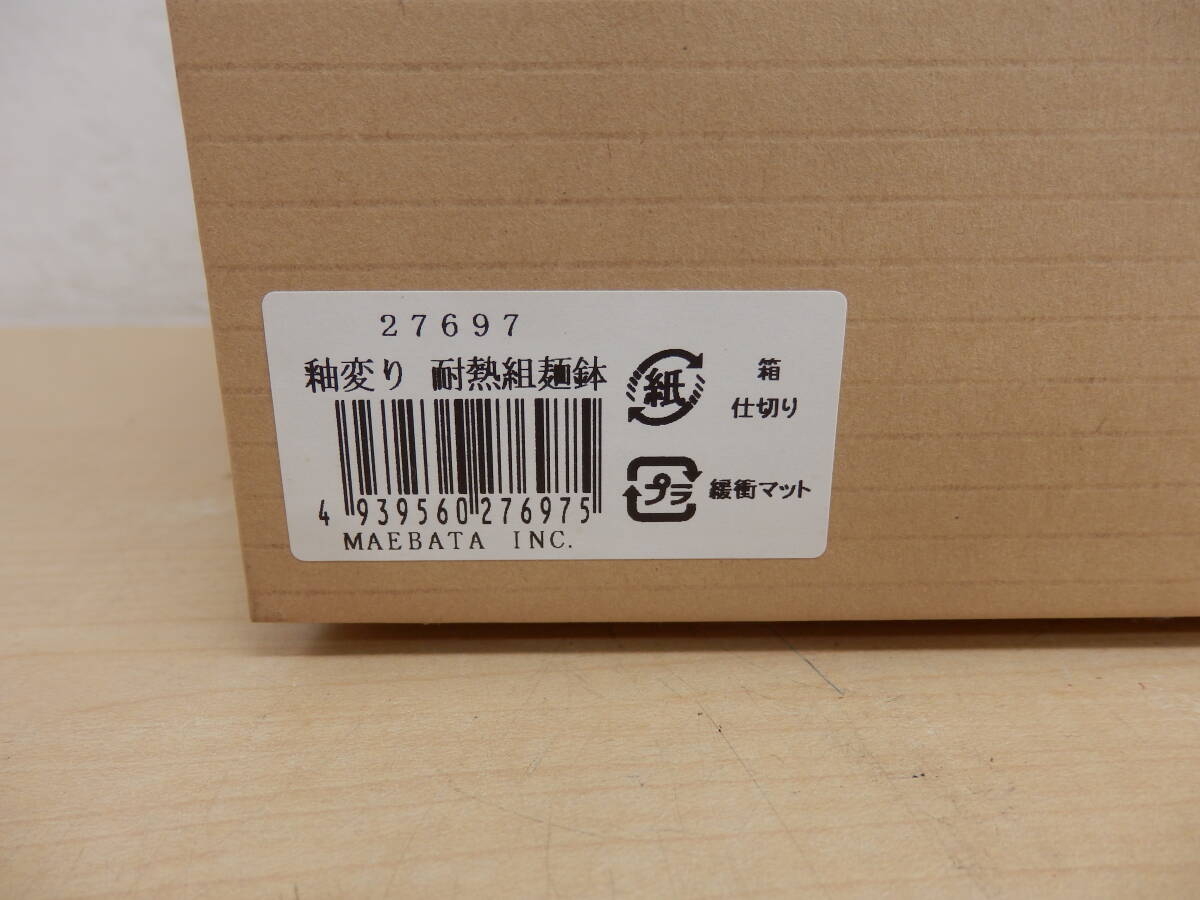 27697
釉変り 耐熱組麺鉢
4 939560 276975
MAEBATA INC.
紙
箱
仕切り
プラ
緩衝マット